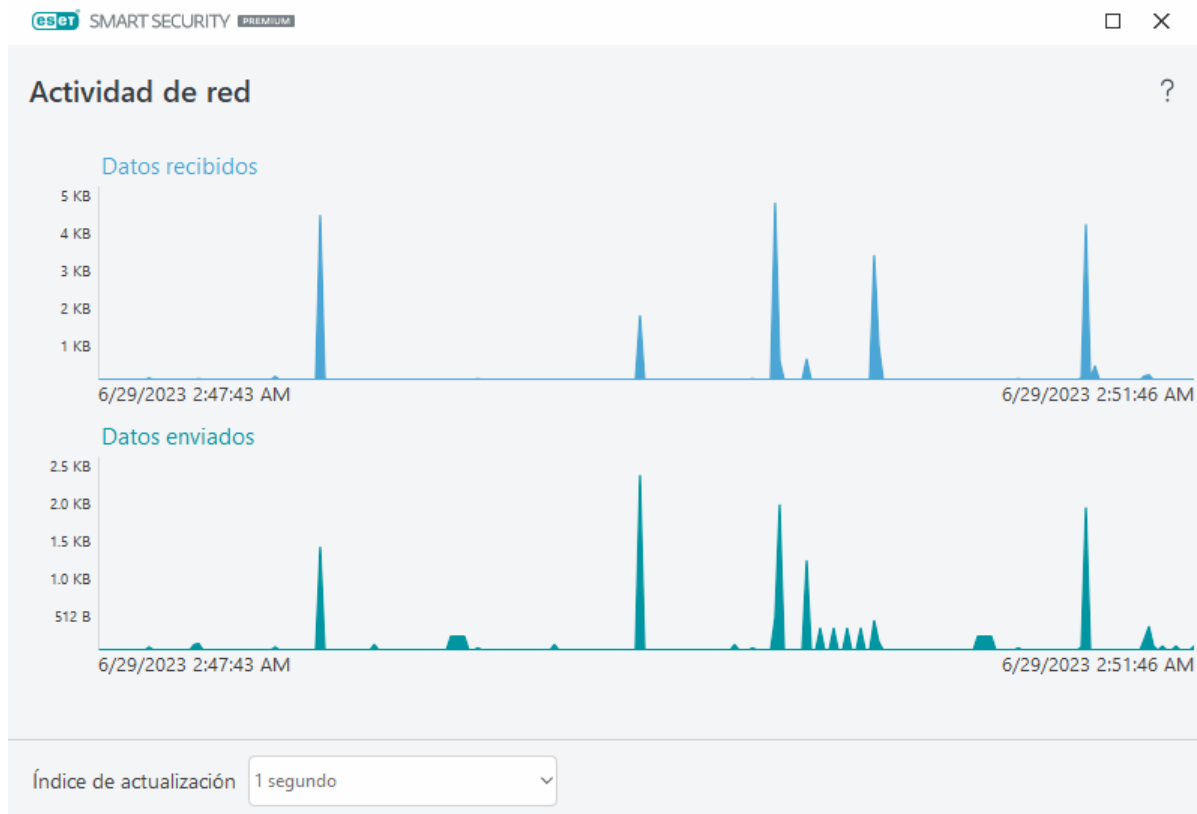 eset SMART SECURITY PREMIUM
Actividad de red
?
Datos recibidos
5 KB
4 KB
3 KB
2 KB
1 KB
6/29/2023 2:47:43 AM 6/29/2023 2:51:46 AM
Datos enviados
2.5 KB
2.0 KB
1.5 KB
1.0 KB
512 B
6/29/2023 2:47:43 AM 6/29/2023 2:51:46 AM
Índice de actualización 1 segundo